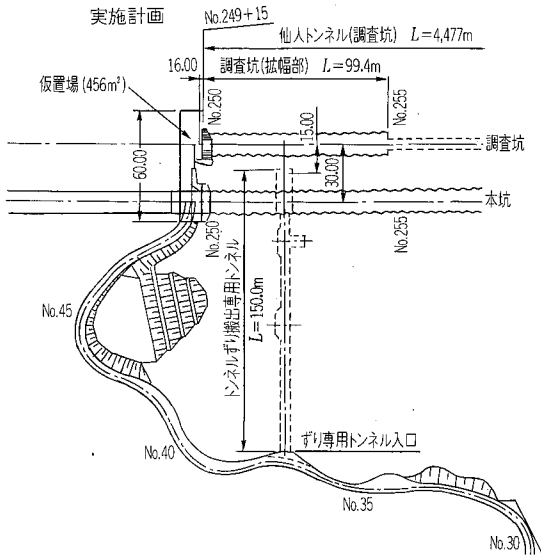 実施計画
No.249+15
仙人トンネル(調査坑) L=4,477m
16.00
調査坑(拡幅部) L=99.4m
仮置場(456m²)
No.250
No.255
15.00
調査坑
60.00
30.00
本坑
No.250
No.255
トンネルずり搬出専用トンネル
L=150.0m
No.45
ずり専用トンネル入口
No.40
No.35
No.30